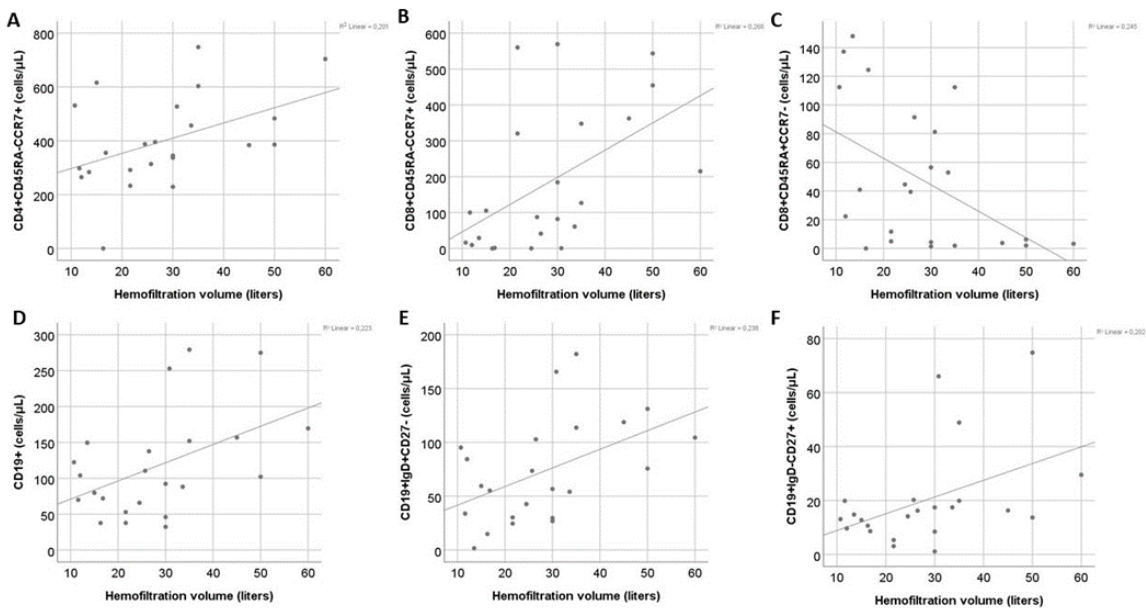 A
R² Linear = 0,201
CD4+CD45RA-CCR7+ (cells/µL)
800
600
400
200
0
10 20 30 40 50 60
Hemofiltration volume (liters)
B
R² Linear = 0,266
CD8+CD45RA-CCR7+ (cells/µL)
600
500
400
300
200
100
0
10 20 30 40 50 60
Hemofiltration volume (liters)
C
R² Linear = 0,245
CD8+CD45RA+CCR7- (cells/µL)
140
120
100
80
60
40
20
0
10 20 30 40 50 60
Hemofiltration volume (liters)
D
R² Linear = 0,223
CD19+ (cells/µL)
300
250
200
150
100
50
0
10 20 30 40 50 60
Hemofiltration volume (liters)
E
R² Linear = 0,236
CD19+IgD+CD27- (cells/µL)
200
150
100
50
0
10 20 30 40 50 60
Hemofiltration volume (liters)
F
R² Linear = 0,202
CD19+IgD-CD27+ (cells/µL)
80
60
40
20
0
10 20 30 40 50 60
Hemofiltration volume (liters)